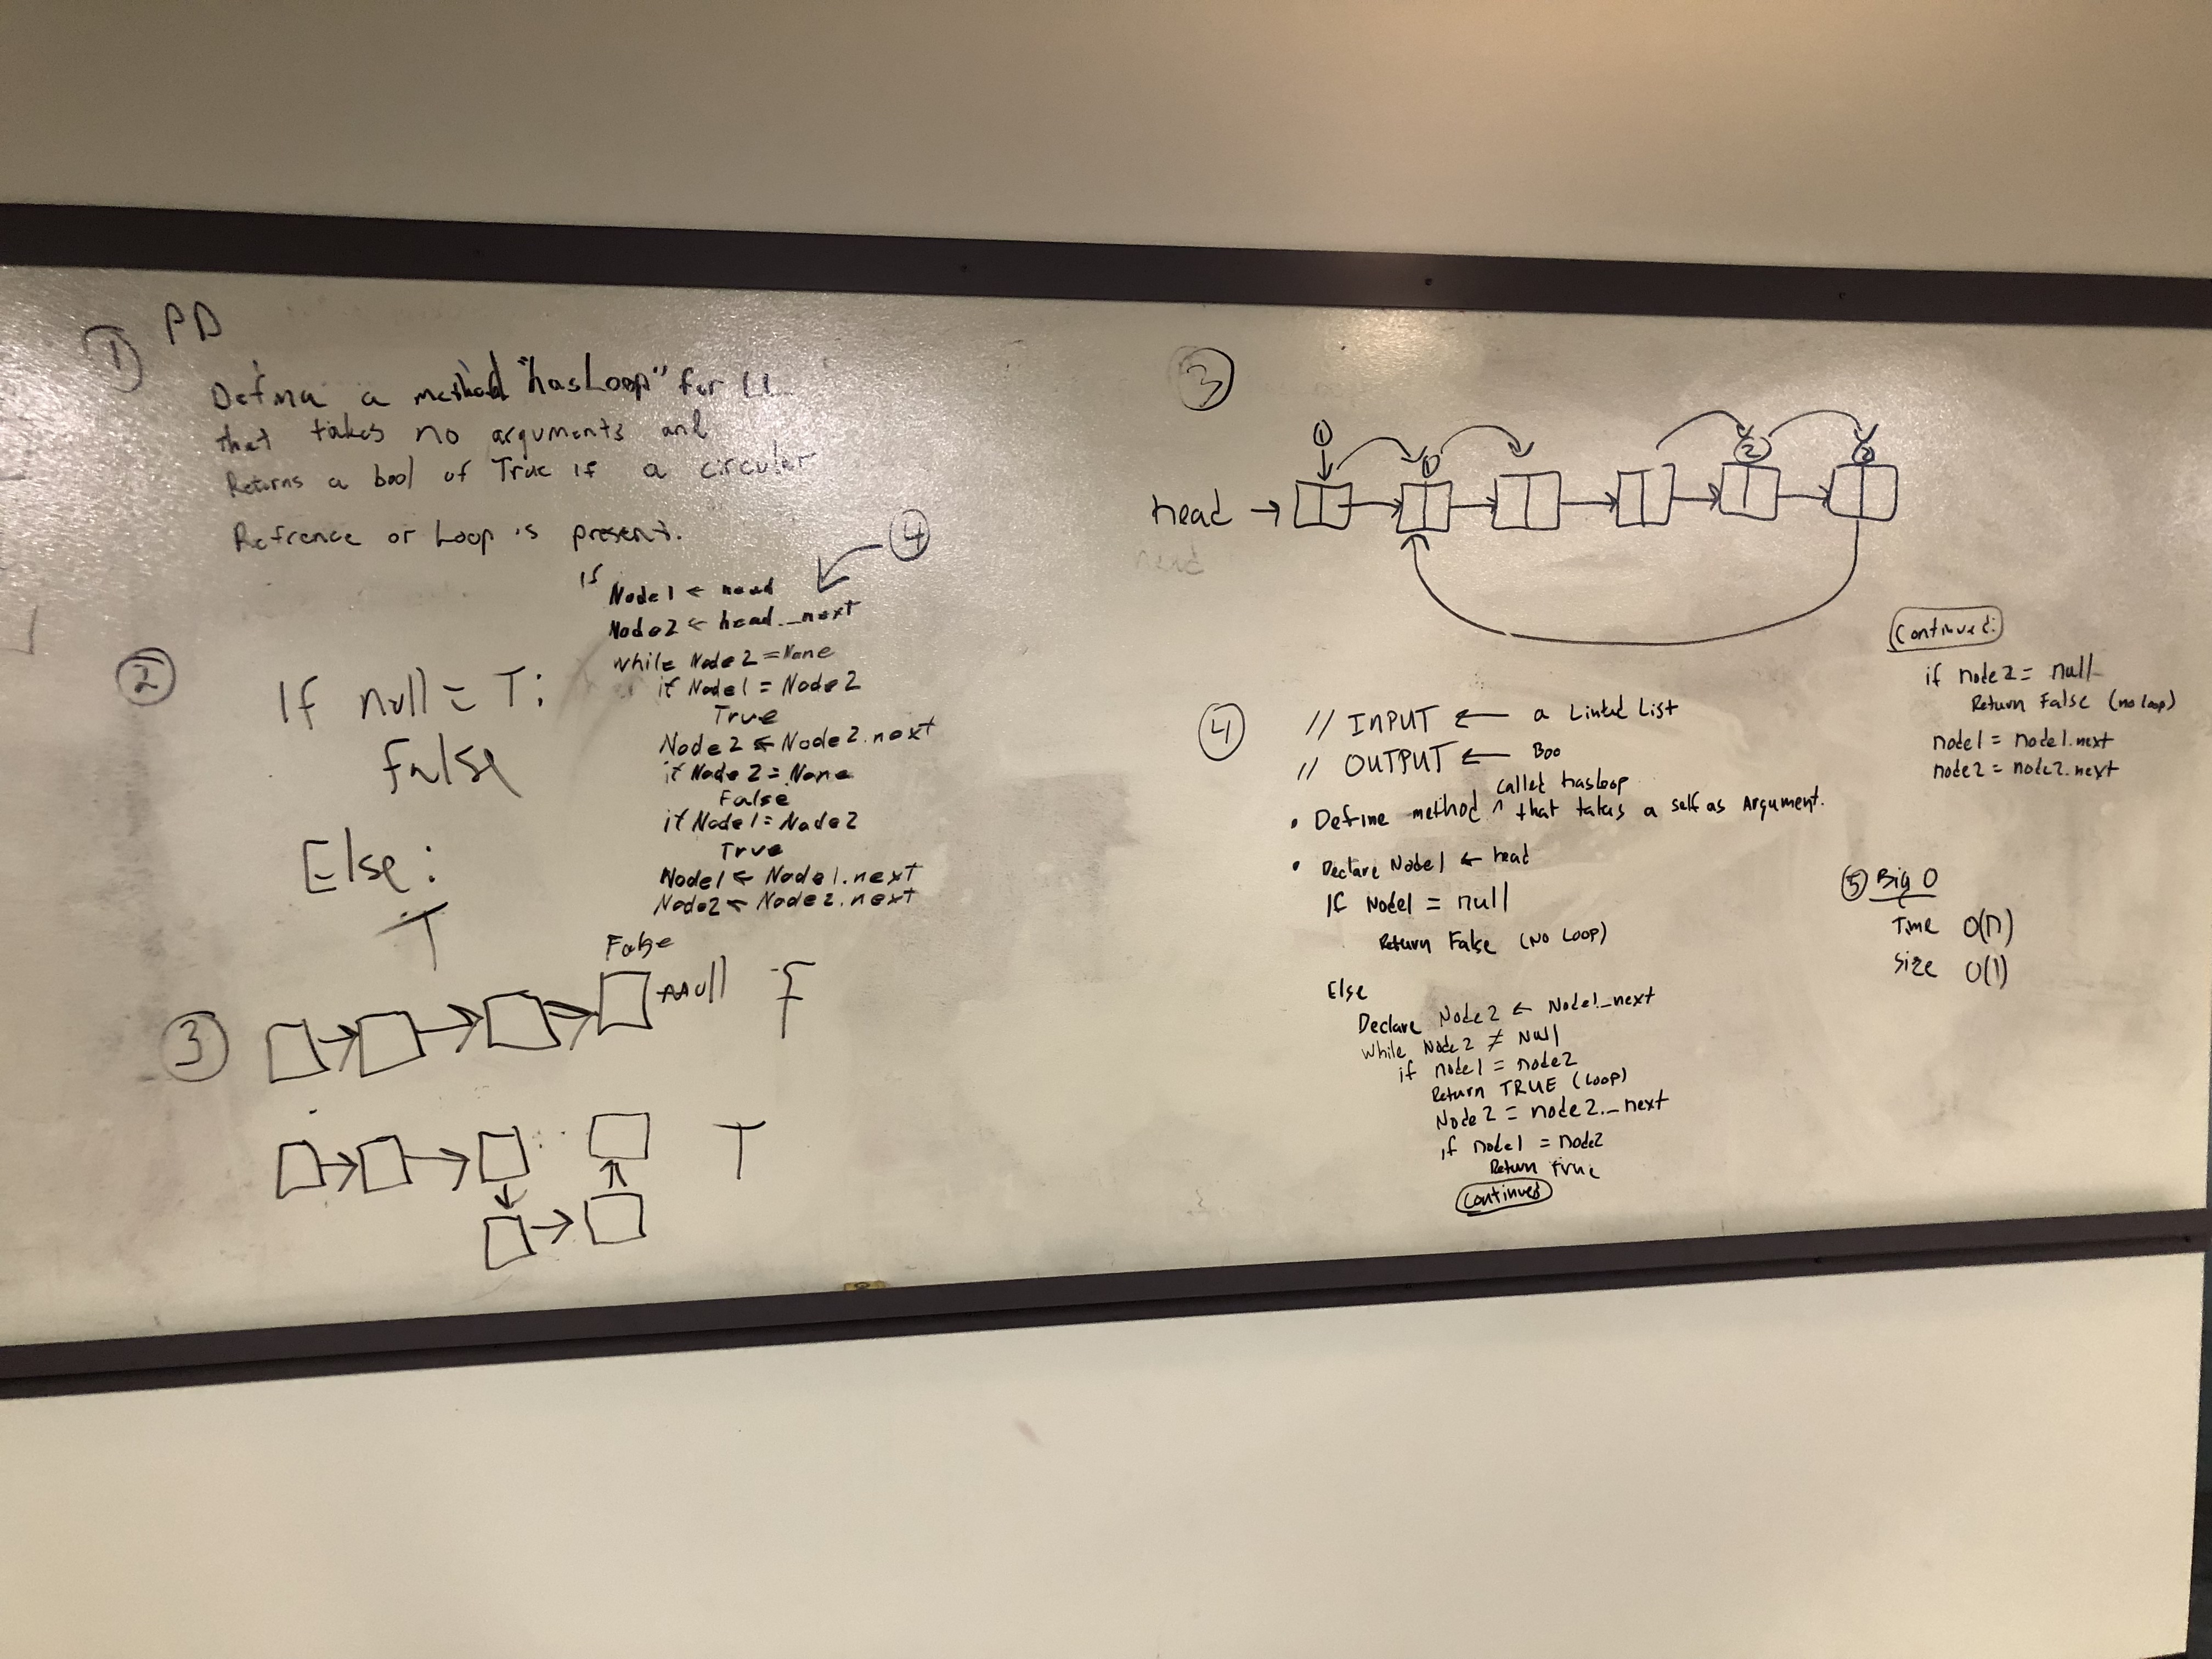 ① PD
Define a method "hasLoop" for LL
that takes no arguments and
Returns a bool of True if a circular
Refrence or Loop is present.
②
If null = T:
false
Else:
T
④
If
Node1 ← head
Node2 ← head._next
while Node2 = None
if Node1 = Node2
True
Node2 ← Node2.next
if Node2 = None
False
if Node1 = Node2
True
Node1 ← Node1.next
Node2 ← Node2.next
③
False
null F
T
③
① ① ② ②
head →
head
④
// INPUT ← a Linked List
// OUTPUT ← Boo
called hasloop
• Define method ^ that takes a self as Argument.
• Declare Node1 ← head
If Node1 = null
Return False (No Loop)
Else
Declare Node2 ← Node1._next
while Node2 ≠ Null
if node1 = node2
Return TRUE (Loop)
Node2 = node2._next
if node1 = node2
Return true
Continued
Continued:
if node2 = null
Return False (no loop)
node1 = node1.next
node2 = node2.next
⑤ Big O
Time O(n)
Size O(1)